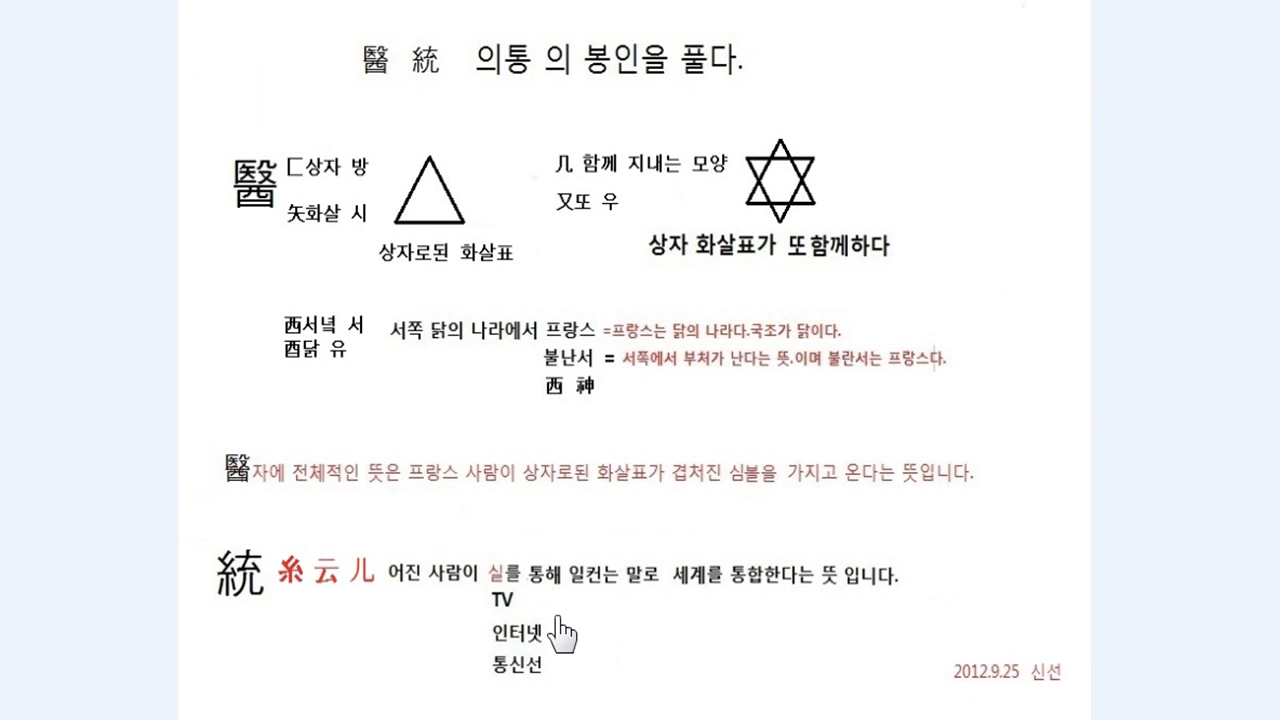 醫 統 의통 의 봉인을 풀다.
醫 匚상자 방
矢화살 시
상자로된 화살표
几 함께 지내는 모양
又또 우
상자 화살표가 또함께하다
西서녘 서
酉닭 유
서쪽 닭의 나라에서 프랑스 =프랑스는 닭의 나라다.국조가 닭이다.
불난서 = 서쪽에서 부처가 난다는 뜻.이며 불란서는 프랑스다.
西 神
醫자에 전체적인 뜻은 프랑스 사람이 상자로된 화살표가 겹처진 심볼을 가지고 온다는 뜻입니다.
統 糸 云 儿 어진 사람이 실를 통해 일컨는 말로 세계를 통합한다는 뜻 입니다.
TV
인터넷
통신선
2012.9.25 신선